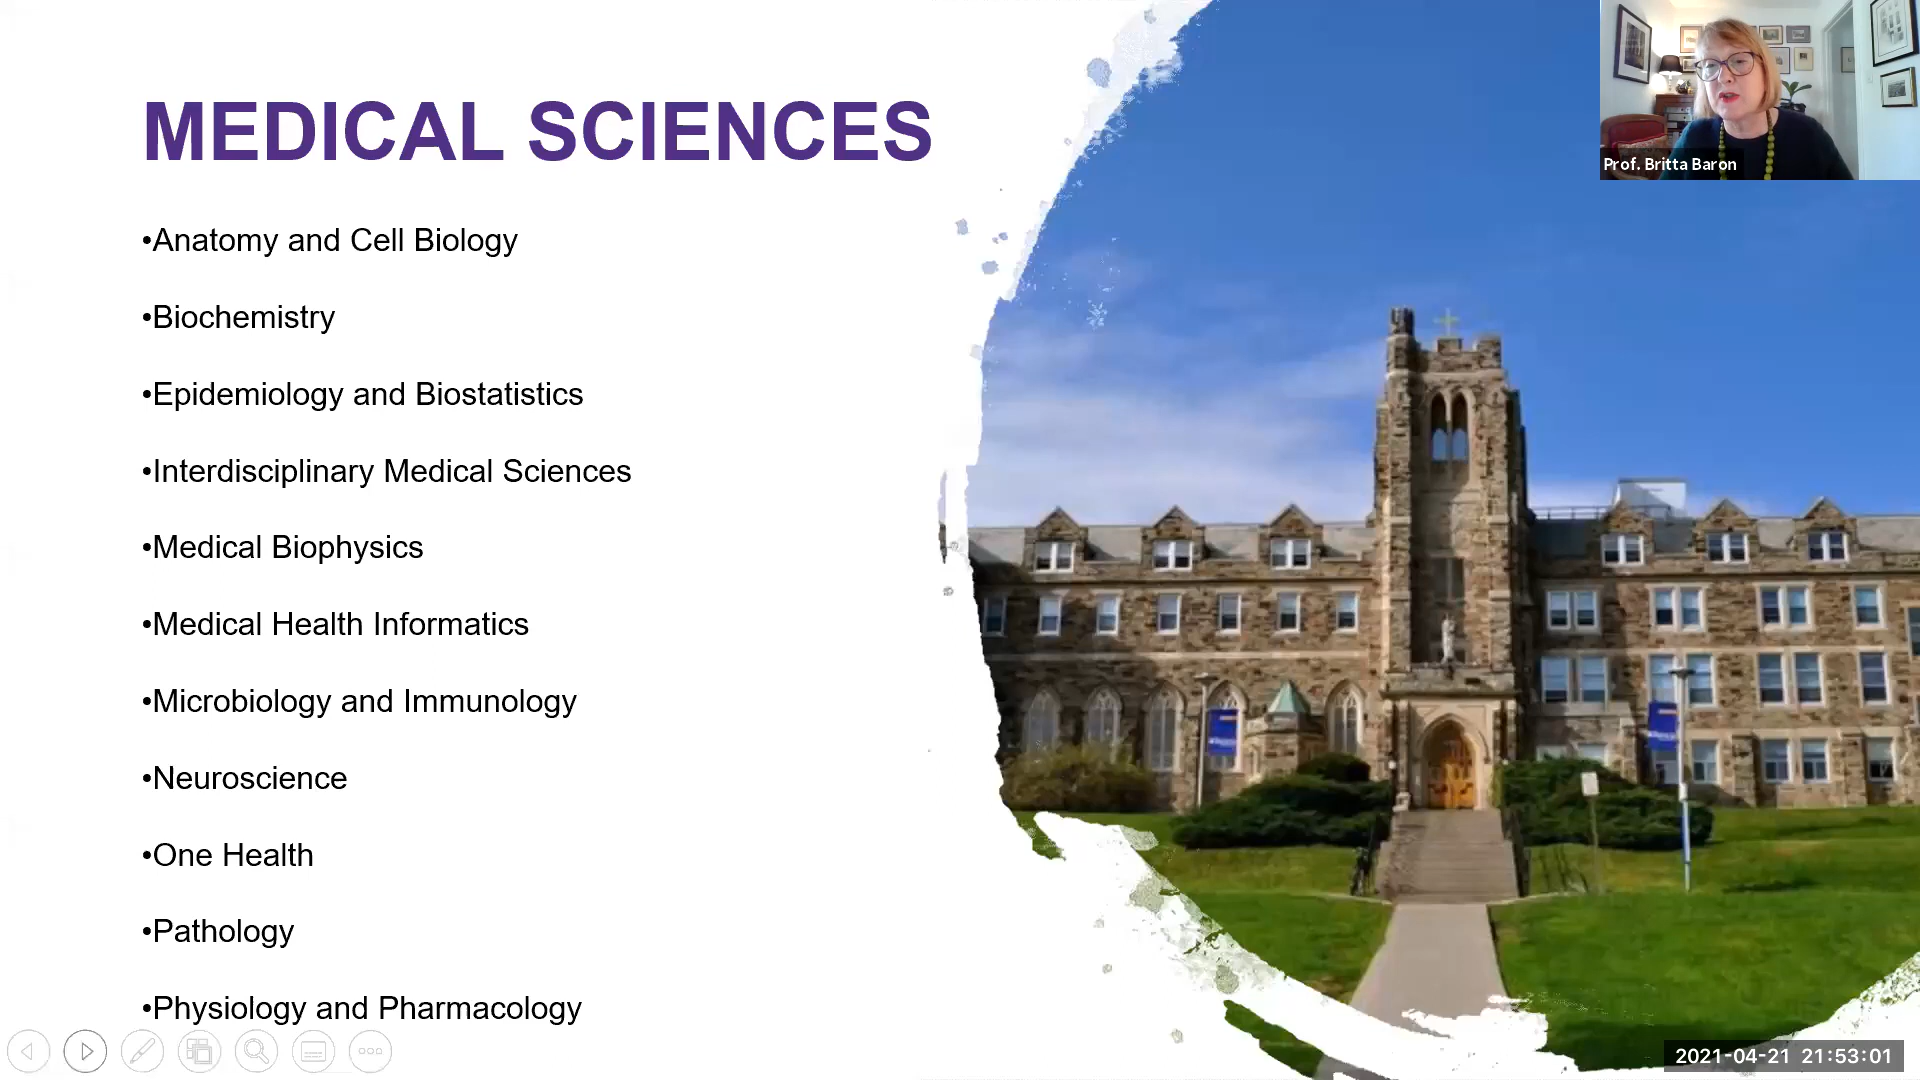 MEDICAL SCIENCES
•Anatomy and Cell Biology
•Biochemistry
•Epidemiology and Biostatistics
•Interdisciplinary Medical Sciences
•Medical Biophysics
•Medical Health Informatics
•Microbiology and Immunology
•Neuroscience
•One Health
•Pathology
•Physiology and Pharmacology
Prof. Britta Baron
2021-04-21 21:53:01